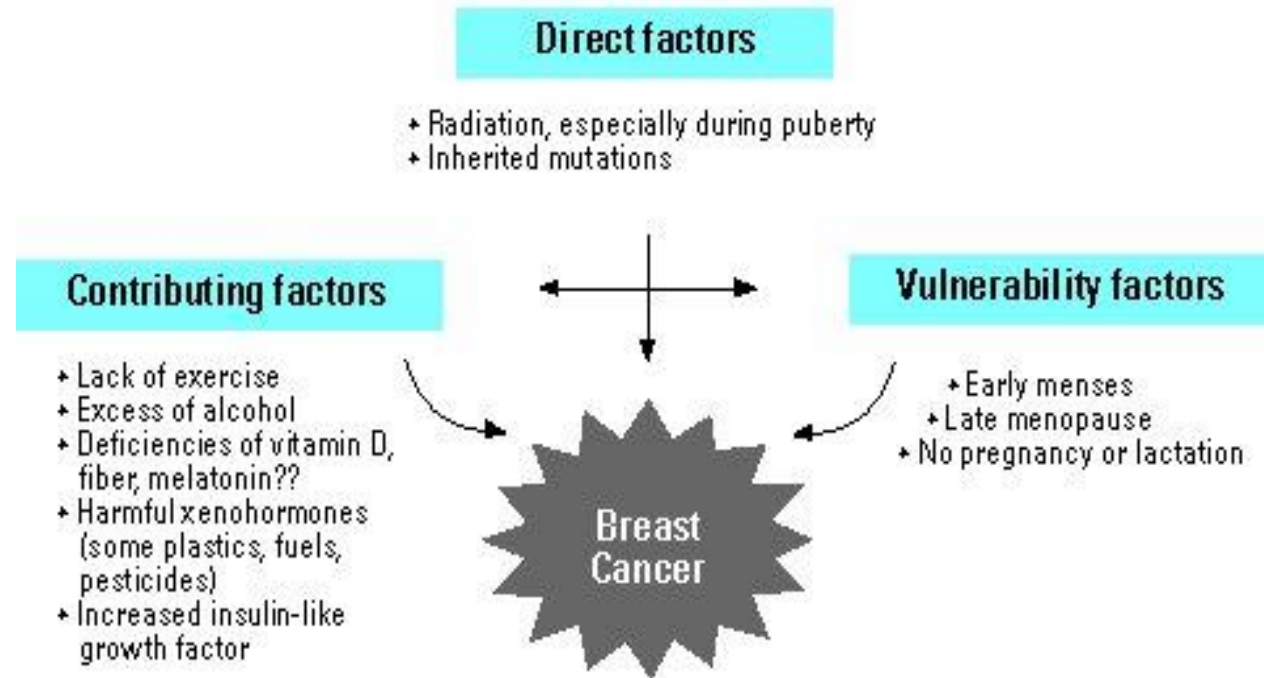 Direct factors
+ Radiation, especially during puberty
+ Inherited mutations
Contributing factors
+ Lack of exercise
+ Excess of alcohol
+ Deficiencies of vitamin D,
fiber, melatonin??
+ Harmful xenohormones
(some plastics, fuels,
pesticides)
+ Increased insulin-like
growth factor
Vulnerability factors
+ Early menses
+ Late menopause
+ No pregnancy or lactation
Breast
Cancer